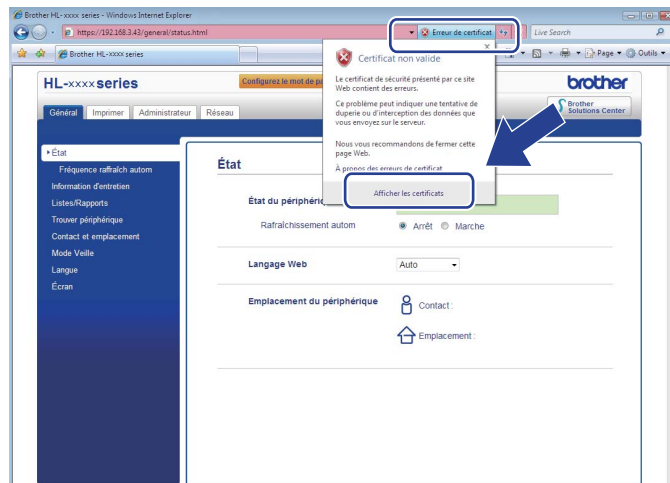 Brother HL-xxxx series - Windows Internet Explorer
https://192.168.3.43/general/status.html
Erreur de certificat
Live Search
Brother HL-xxxx series
Page
Outils
HL-xxxx series
Configurez le mot de pa
brother
Général
Imprimer
Administrateur
Réseau
Brother
Solutions Center
Certificat non valide
Le certificat de sécurité présenté par ce site
Web contient des erreurs.
Ce problème peut indiquer une tentative de
duperie ou d'interception des données que
vous envoyez sur le serveur.
Nous vous recommandons de fermer cette
page Web.
À propos des erreurs de certificat
Afficher les certificats
État
Fréquence raffraîch autom
Information d'entretien
Listes/Rapports
Trouver périphérique
Contact et emplacement
Mode Veille
Langue
Écran
État
État du périphériq
Rafraîchissement autom
Arrêt
Marche
Langage Web
Auto
Emplacement du périphérique
Contact :
Emplacement :